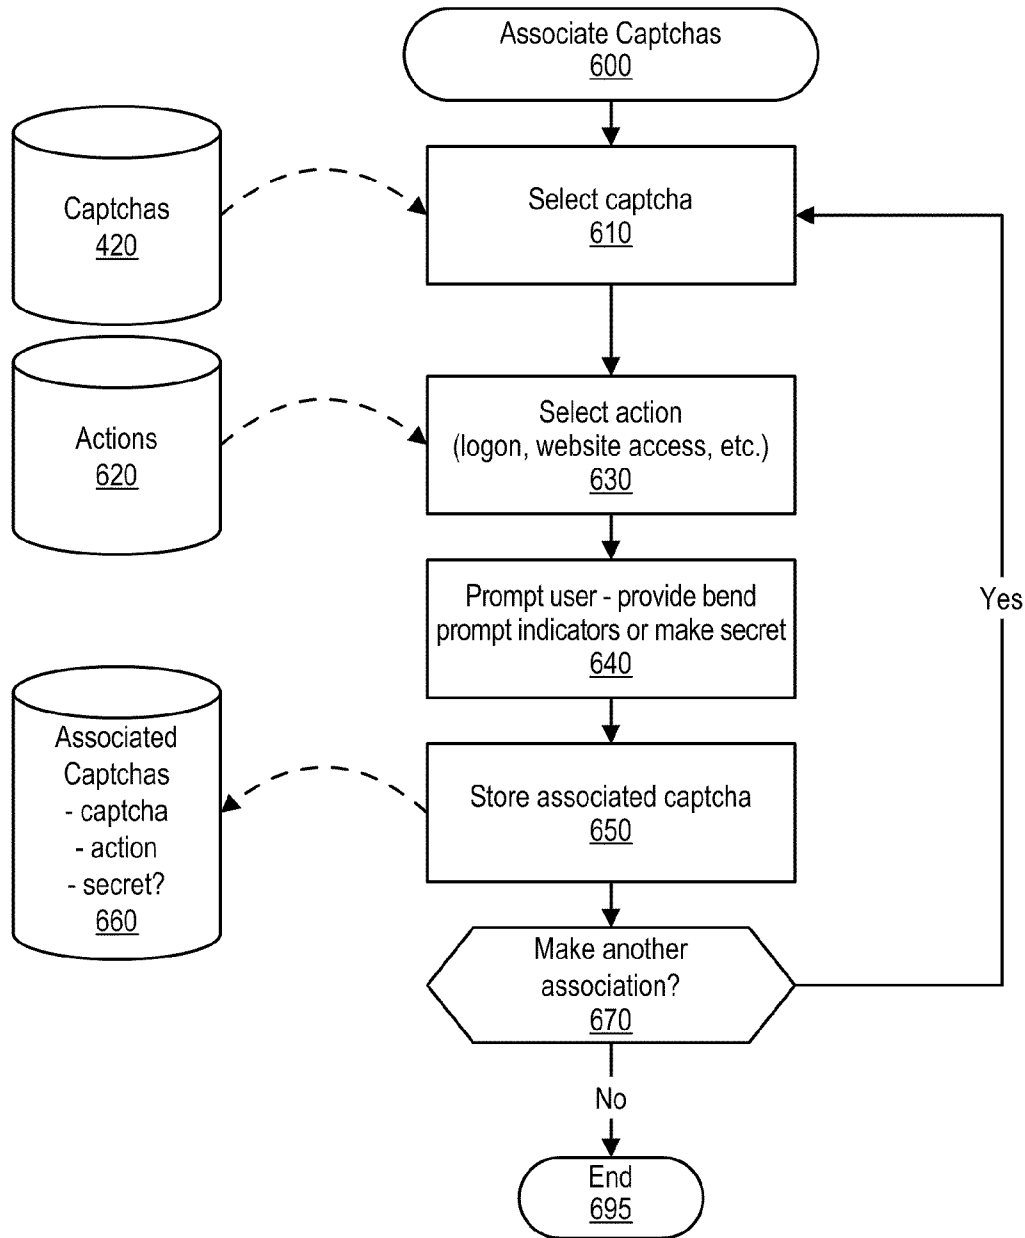 Associate Captchas
600
Captchas
420
Select captcha
610
Actions
620
Select action
(logon, website access, etc.)
630
Prompt user - provide bend
prompt indicators or make secret
640
Yes
Associated
Captchas
- captcha
- action
- secret?
660
Store associated captcha
650
Make another
association?
670
No
End
695